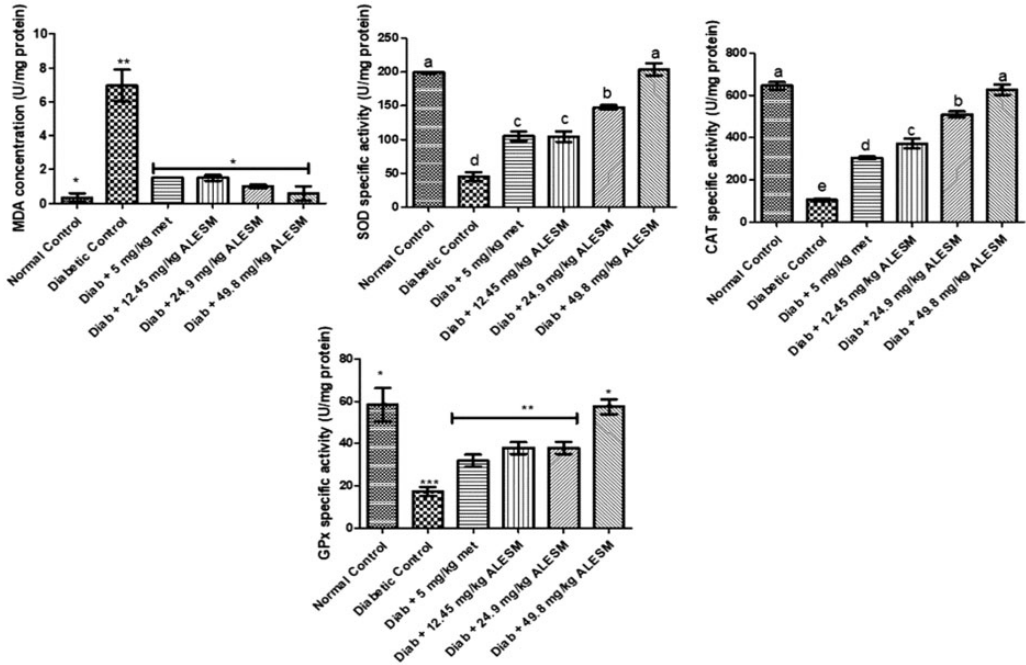 MDA concentration (U/mg protein)
10
8
6
4
2
0
*
**
*
Normal Control
Diabetic Control
Diab + 5 mg/kg met
Diab + 12.45 mg/kg ALESM
Diab + 24.9 mg/kg ALESM
Diab + 49.8 mg/kg ALESM
SOD specific activity (U/mg protein)
250
200
150
100
50
0
a
d
c
c
b
a
Normal Control
Diabetic Control
Diab + 5 mg/kg met
Diab + 12.45 mg/kg ALESM
Diab + 24.9 mg/kg ALESM
Diab + 49.8 mg/kg ALESM
CAT specific activity (U/mg protein)
800
600
400
200
0
a
e
d
c
b
a
Normal Control
Diabetic Control
Diab + 5 mg/kg met
Diab + 12.45 mg/kg ALESM
Diab + 24.9 mg/kg ALESM
Diab + 49.8 mg/kg ALESM
GPx specific activity (U/mg protein)
80
60
40
20
0
*
***
**
*
Normal Control
Diabetic Control
Diab + 5 mg/kg met
Diab + 12.45 mg/kg ALESM
Diab + 24.9 mg/kg ALESM
Diab + 49.8 mg/kg ALESM